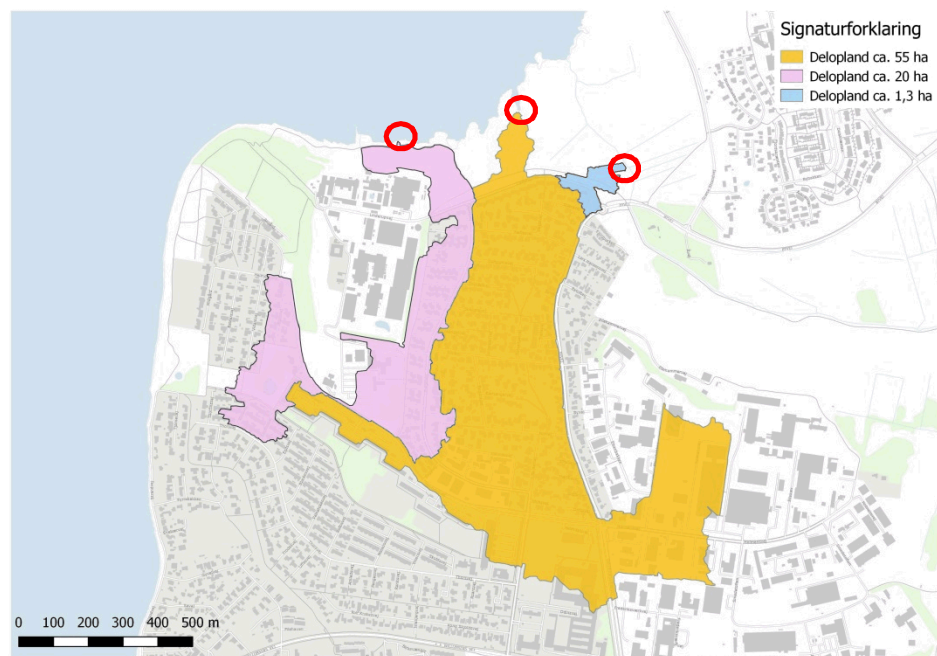 Signaturforklaring
Delopland ca. 55 ha
Delopland ca. 20 ha
Delopland ca. 1,3 ha
0 100 200 300 400 500 m